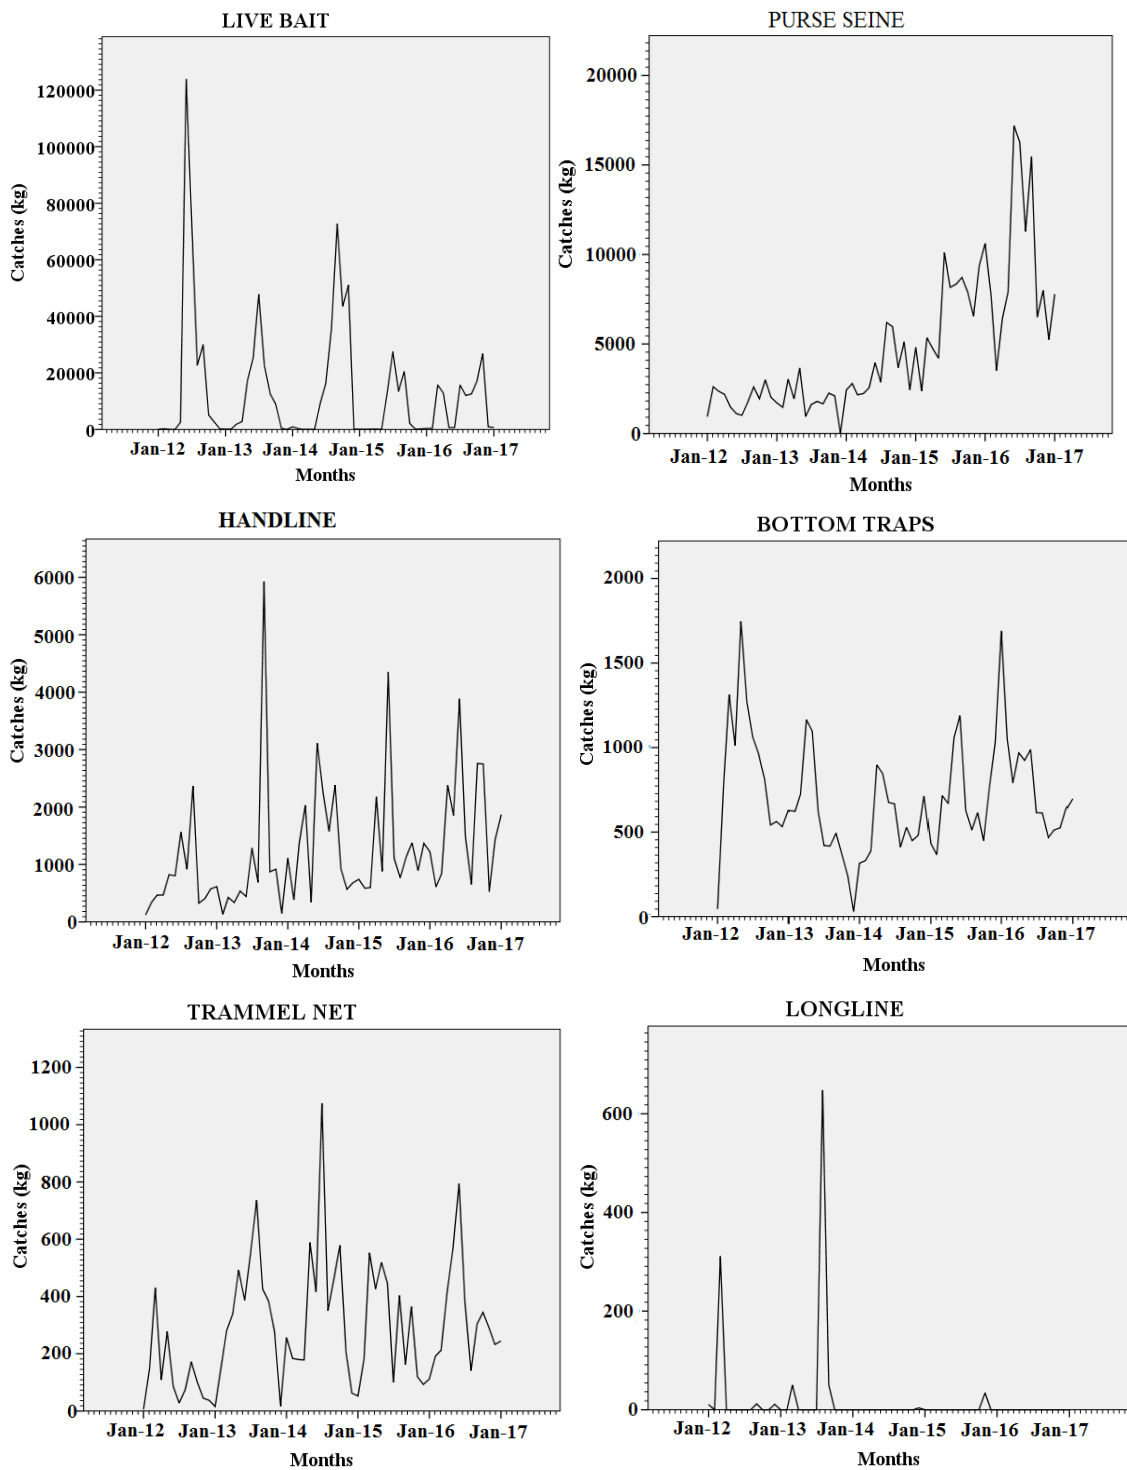 LIVE BAIT
Catches (kg)
120000
100000
80000
60000
40000
20000
0
Jan-12 Jan-13 Jan-14 Jan-15 Jan-16 Jan-17
Months
PURSE SEINE
Catches (kg)
20000
15000
10000
5000
0
Jan-12 Jan-13 Jan-14 Jan-15 Jan-16 Jan-17
Months
HANDLINE
Catches (kg)
6000
5000
4000
3000
2000
1000
0
Jan-12 Jan-13 Jan-14 Jan-15 Jan-16 Jan-17
Months
BOTTOM TRAPS
Catches (kg)
2000
1500
1000
500
0
Jan-12 Jan-13 Jan-14 Jan-15 Jan-16 Jan-17
Months
TRAMMEL NET
Catches (kg)
1200
1000
800
600
400
200
0
Jan-12 Jan-13 Jan-14 Jan-15 Jan-16 Jan-17
Months
LONGLINE
Catches (kg)
600
400
200
0
Jan-12 Jan-13 Jan-14 Jan-15 Jan-16 Jan-17
Months